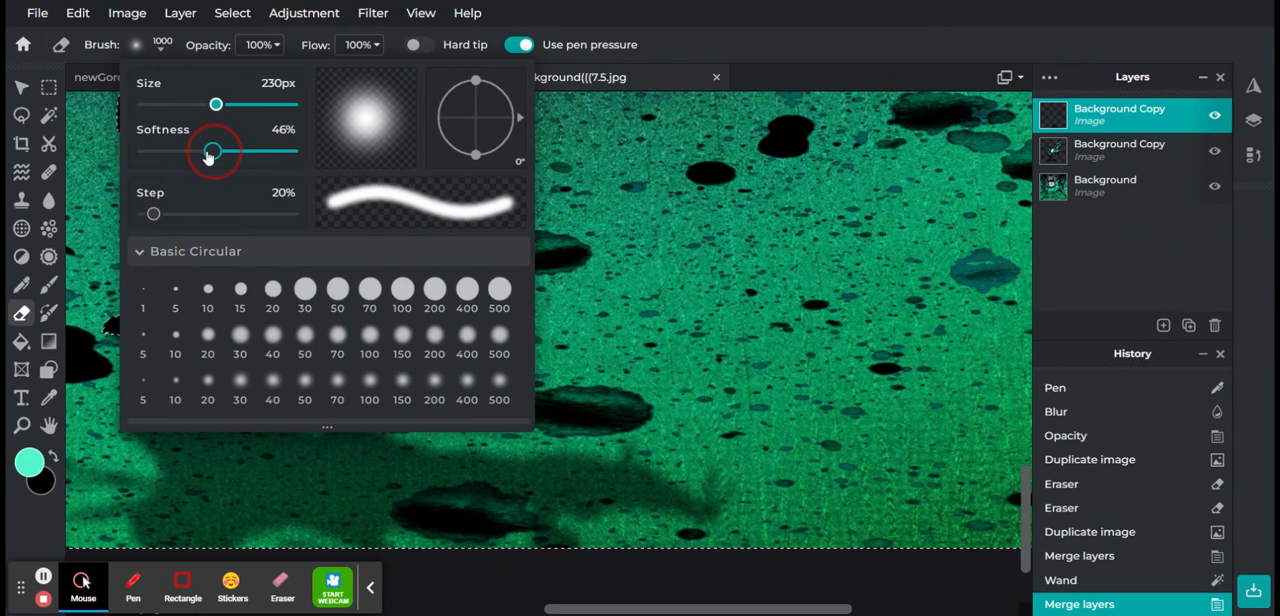 File Edit Image Layer Select Adjustment Filter View Help
Brush: 1000 Opacity: 100% Flow: 100% Hard tip Use pen pressure
Size 230px
Softness 46%
0°
Step 20%
Basic Circular
1 5 10 15 20 30 50 70 100 200 400 500
5 10 20 30 40 50 70 100 150 200 400 500
5 10 20 30 40 50 70 100 150 200 400 500
newGor
kground(((7.5.jpg
Layers
Background Copy
Image
Background Copy
Image
Background
Image
History
Pen
Blur
Opacity
Duplicate image
Eraser
Eraser
Duplicate image
Merge layers
Wand
Merge layers
Mouse Pen Rectangle Stickers Eraser
START
WEBCAM